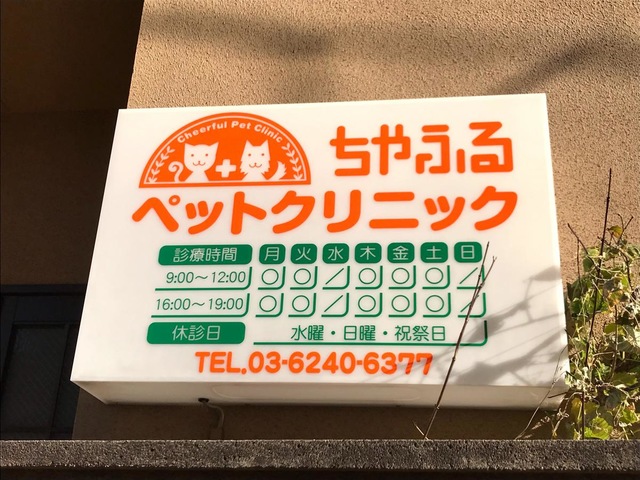 Cheerful Pet Clinic
ちゃふる
ペットクリニック
診療時間 月 火 水 木 金 土 日
9:00〜12:00 ○ ○ / ○ ○ ○ /
16:00〜19:00 ○ ○ / ○ ○ ○ /
休診日 水曜・日曜・祝祭日
TEL.03-6240-6377